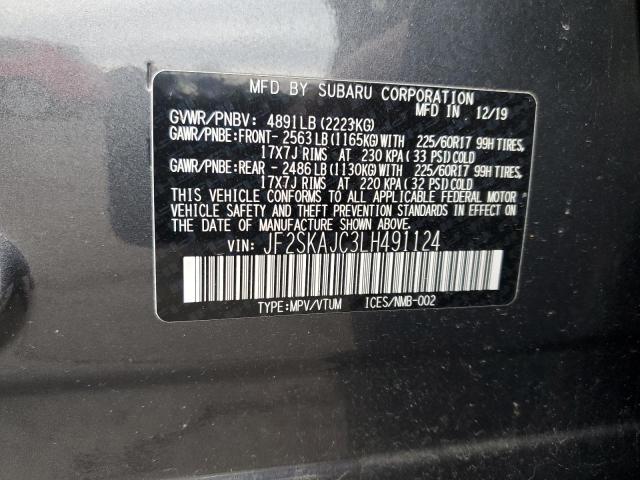 MFD BY SUBARU CORPORATION
MFD IN 12/19
GVWR/PNBV: 4891LB(2223KG)
GAWR/PNBE:FRONT- 2563LB(1165KG)WITH 225/60R17 99H TIRES,
17X7J RIMS AT 230 KPA(33 PSI)COLD
GAWR/PNBE:REAR - 2486LB(1130KG)WITH 225/60R17 99H TIRES,
17X7J RIMS AT 220 KPA(32 PSI)COLD
THIS VEHICLE CONFORMS TO ALL APPLICABLE FEDERAL MOTOR
VEHICLE SAFETY AND THEFT PREVENTION STANDARDS IN EFFECT
ON THE DATE OF MANUFACTURE SHOWN ABOVE.
VIN: JF2SKAJC3LH491124
TYPE:MPV/VTUM ICES/NMB-002